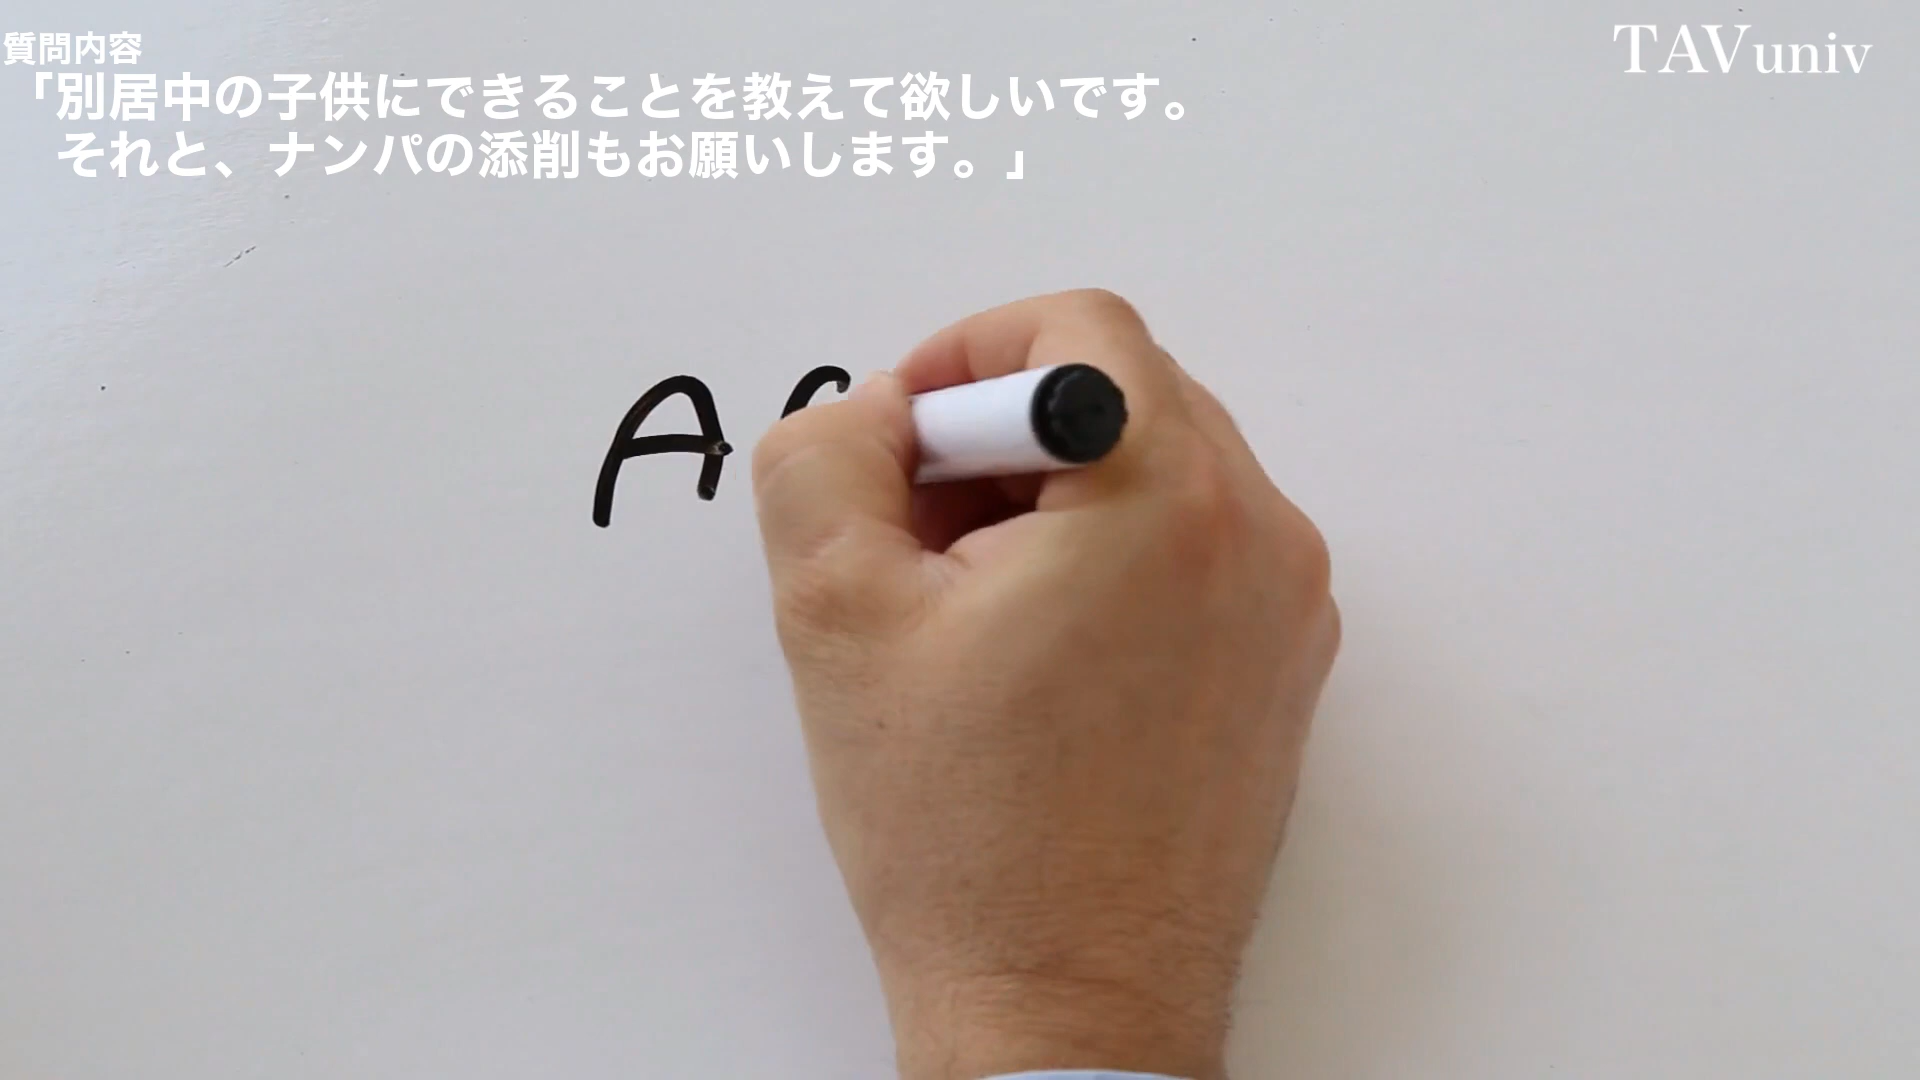 質問内容
「別居中の子供にできることを教えて欲しいです。
それと、ナンパの添削もお願いします。」
TAVuniv
A